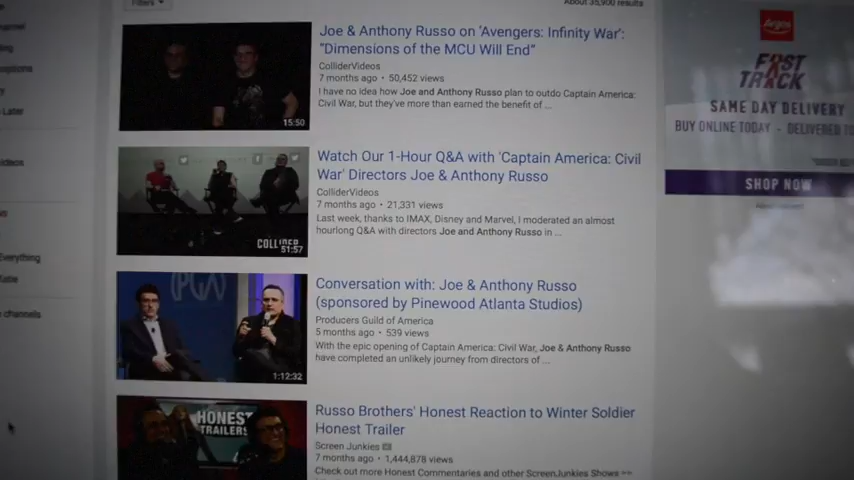 Filters
About 35,900 results
Joe & Anthony Russo on 'Avengers: Infinity War':
"Dimensions of the MCU Will End"
ColliderVideos
7 months ago • 50,452 views
I have no idea how Joe and Anthony Russo plan to outdo Captain America:
Civil War, but they've more than earned the benefit of ...
15:50
Watch Our 1-Hour Q&A with 'Captain America: Civil
War' Directors Joe & Anthony Russo
ColliderVideos
7 months ago • 21,331 views
Last week, thanks to IMAX, Disney and Marvel, I moderated an almost
hourlong Q&A with directors Joe and Anthony Russo in ...
COLLIDER
51:57
Conversation with: Joe & Anthony Russo
(sponsored by Pinewood Atlanta Studios)
Producers Guild of America
5 months ago • 539 views
With the epic opening of Captain America: Civil War, Joe & Anthony Russo
have completed an unlikely journey from directors of ...
PGA
1:12:32
Russo Brothers' Honest Reaction to Winter Soldier
Honest Trailer
Screen Junkies
7 months ago • 1,444,878 views
Check out more Honest Commentaries and other ScreenJunkies Shows >>
HONEST
TRAILERS
Argos
FAST
TRACK
SAME DAY DELIVERY
BUY ONLINE TODAY - DELIVERED
SHOP NOW
Later
Everything
channels